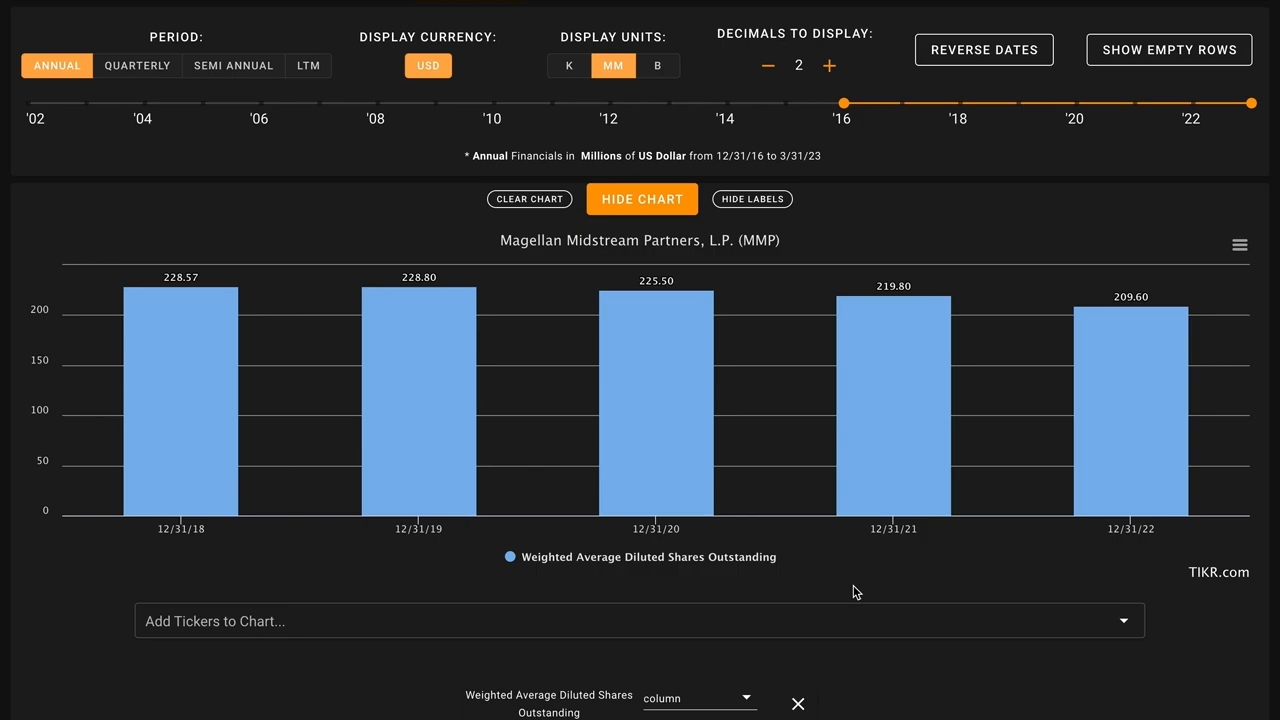 PERIOD:
DISPLAY CURRENCY:
DISPLAY UNITS:
DECIMALS TO DISPLAY:
ANNUAL QUARTERLY SEMI ANNUAL LTM
USD
K MM B
2
REVERSE DATES
SHOW EMPTY ROWS
'02 '04 '06 '08 '10 '12 '14 '16 '18 '20 '22
* Annual Financials in Millions of US Dollar from 12/31/16 to 3/31/23
CLEAR CHART
HIDE CHART
HIDE LABELS
Magellan Midstream Partners, L.P. (MMP)
228.57 228.80 225.50 219.80 209.60
200
150
100
50
0
12/31/18 12/31/19 12/31/20 12/31/21 12/31/22
Weighted Average Diluted Shares Outstanding
TIKR.com
Add Tickers to Chart...
Weighted Average Diluted Shares
Outstanding
column